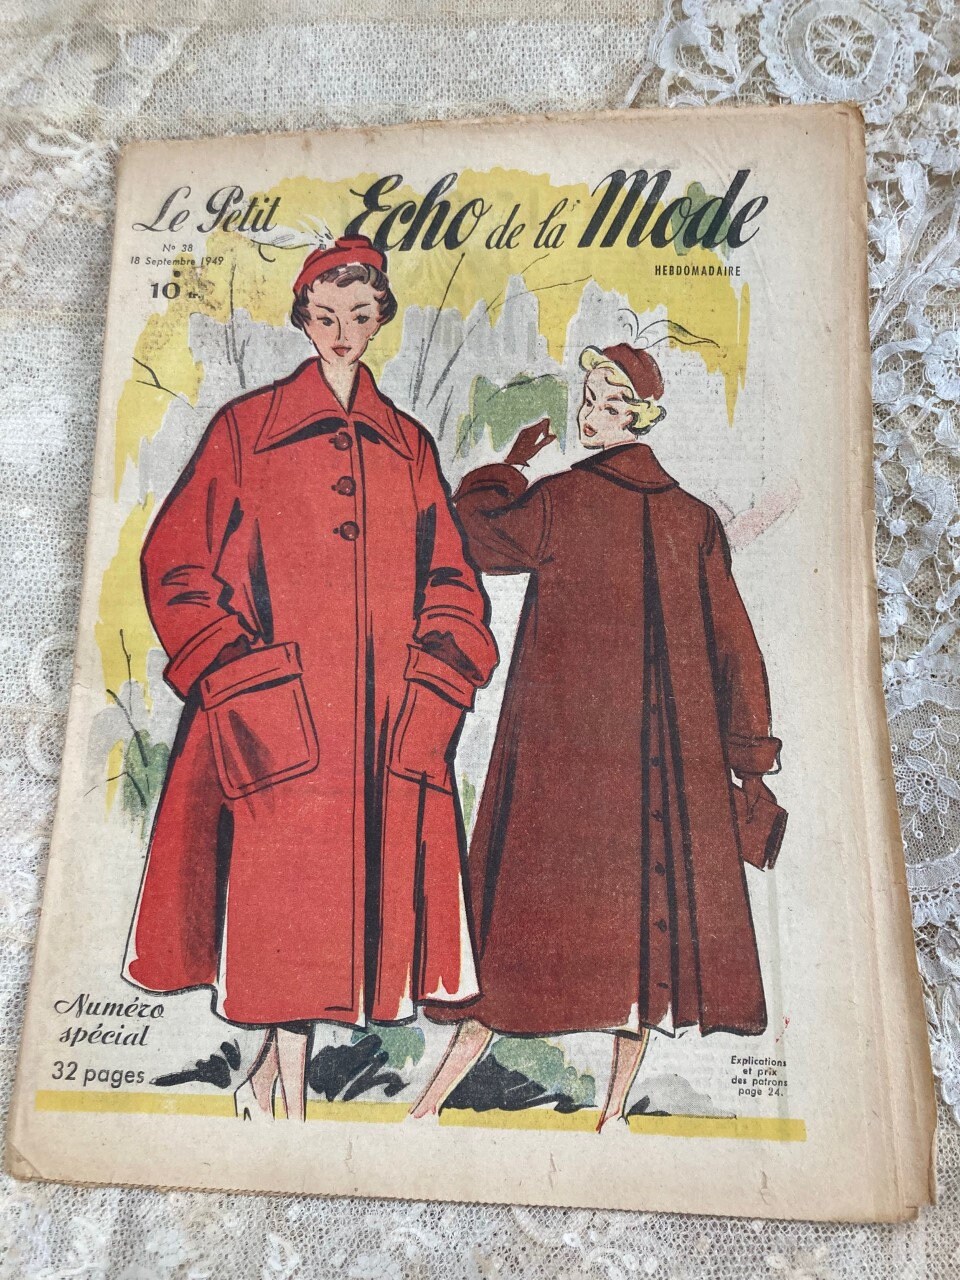 Le Petit Echo de la Mode
HEBDOMADAIRE
N° 38
18 Septembre 1949
10 fr.
Numéro
spécial
32 pages
Explications
et prix
des patrons
page 24.